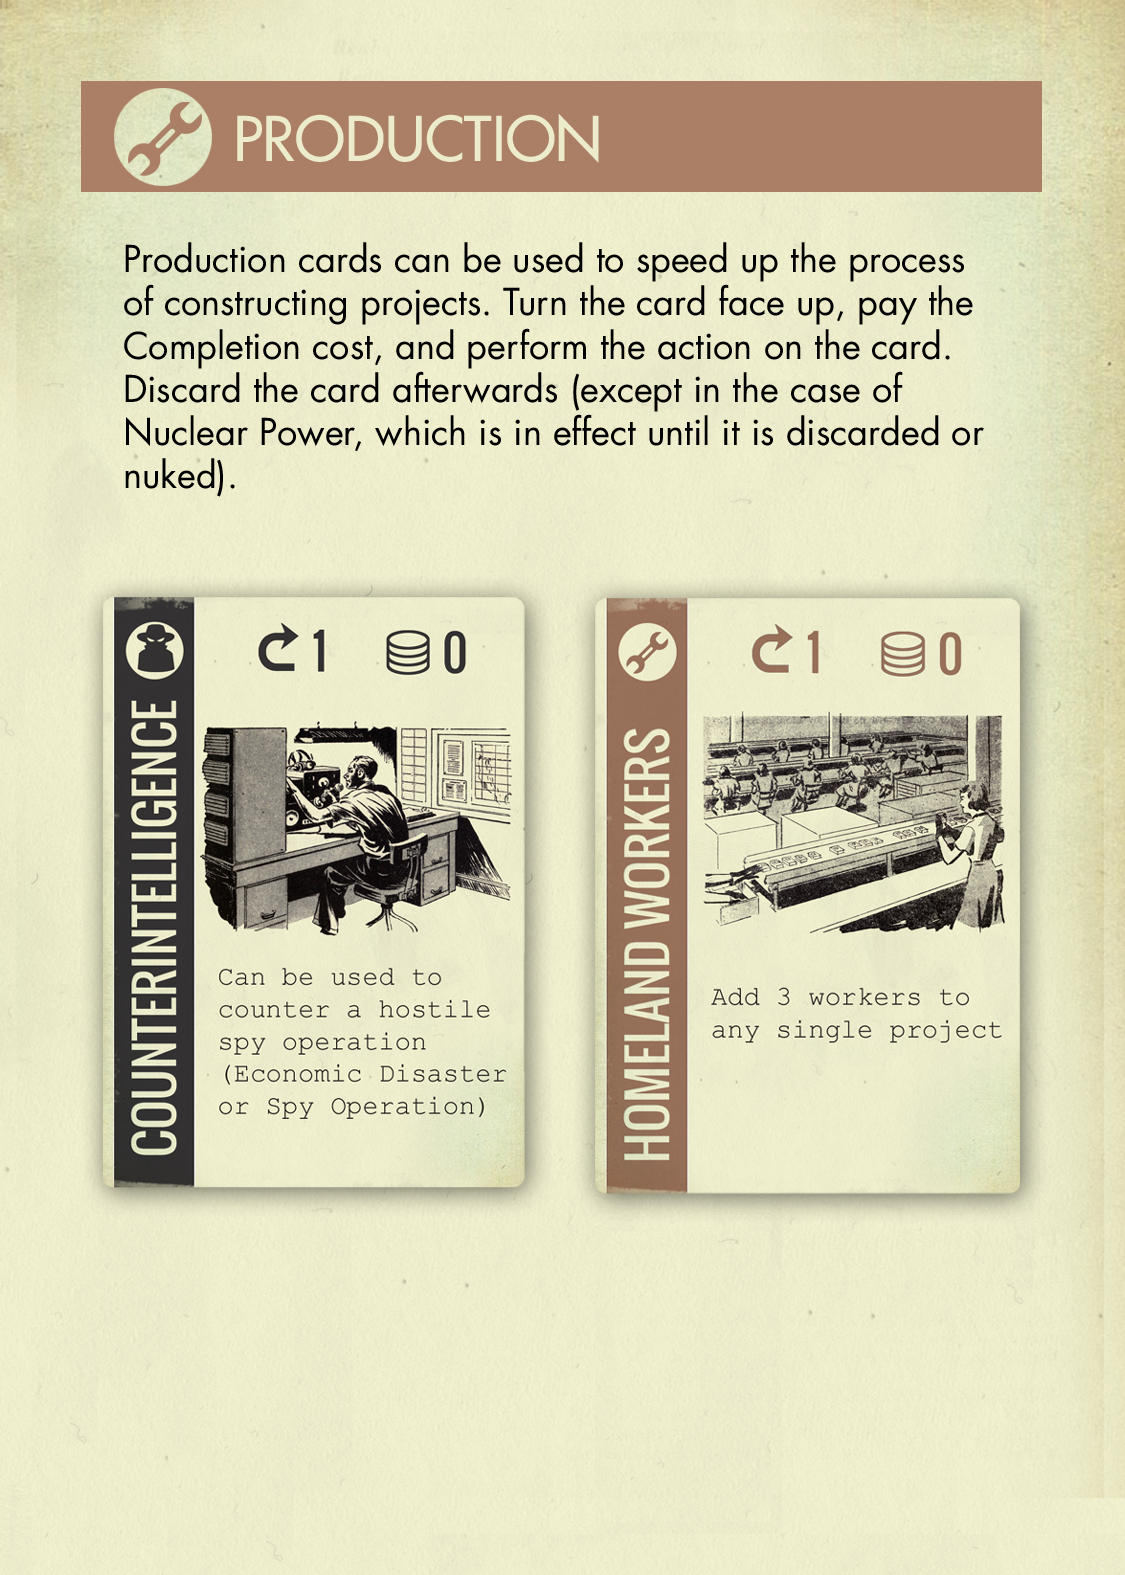 PRODUCTION
Production cards can be used to speed up the process
of constructing projects. Turn the card face up, pay the
Completion cost, and perform the action on the card.
Discard the card afterwards (except in the case of
Nuclear Power, which is in effect until it is discarded or
nuked).
COUNTERINTELLIGENCE
1 0
Can be used to
counter a hostile
spy operation
(Economic Disaster
or Spy Operation)
HOMELAND WORKERS
1 0
Add 3 workers to
any single project